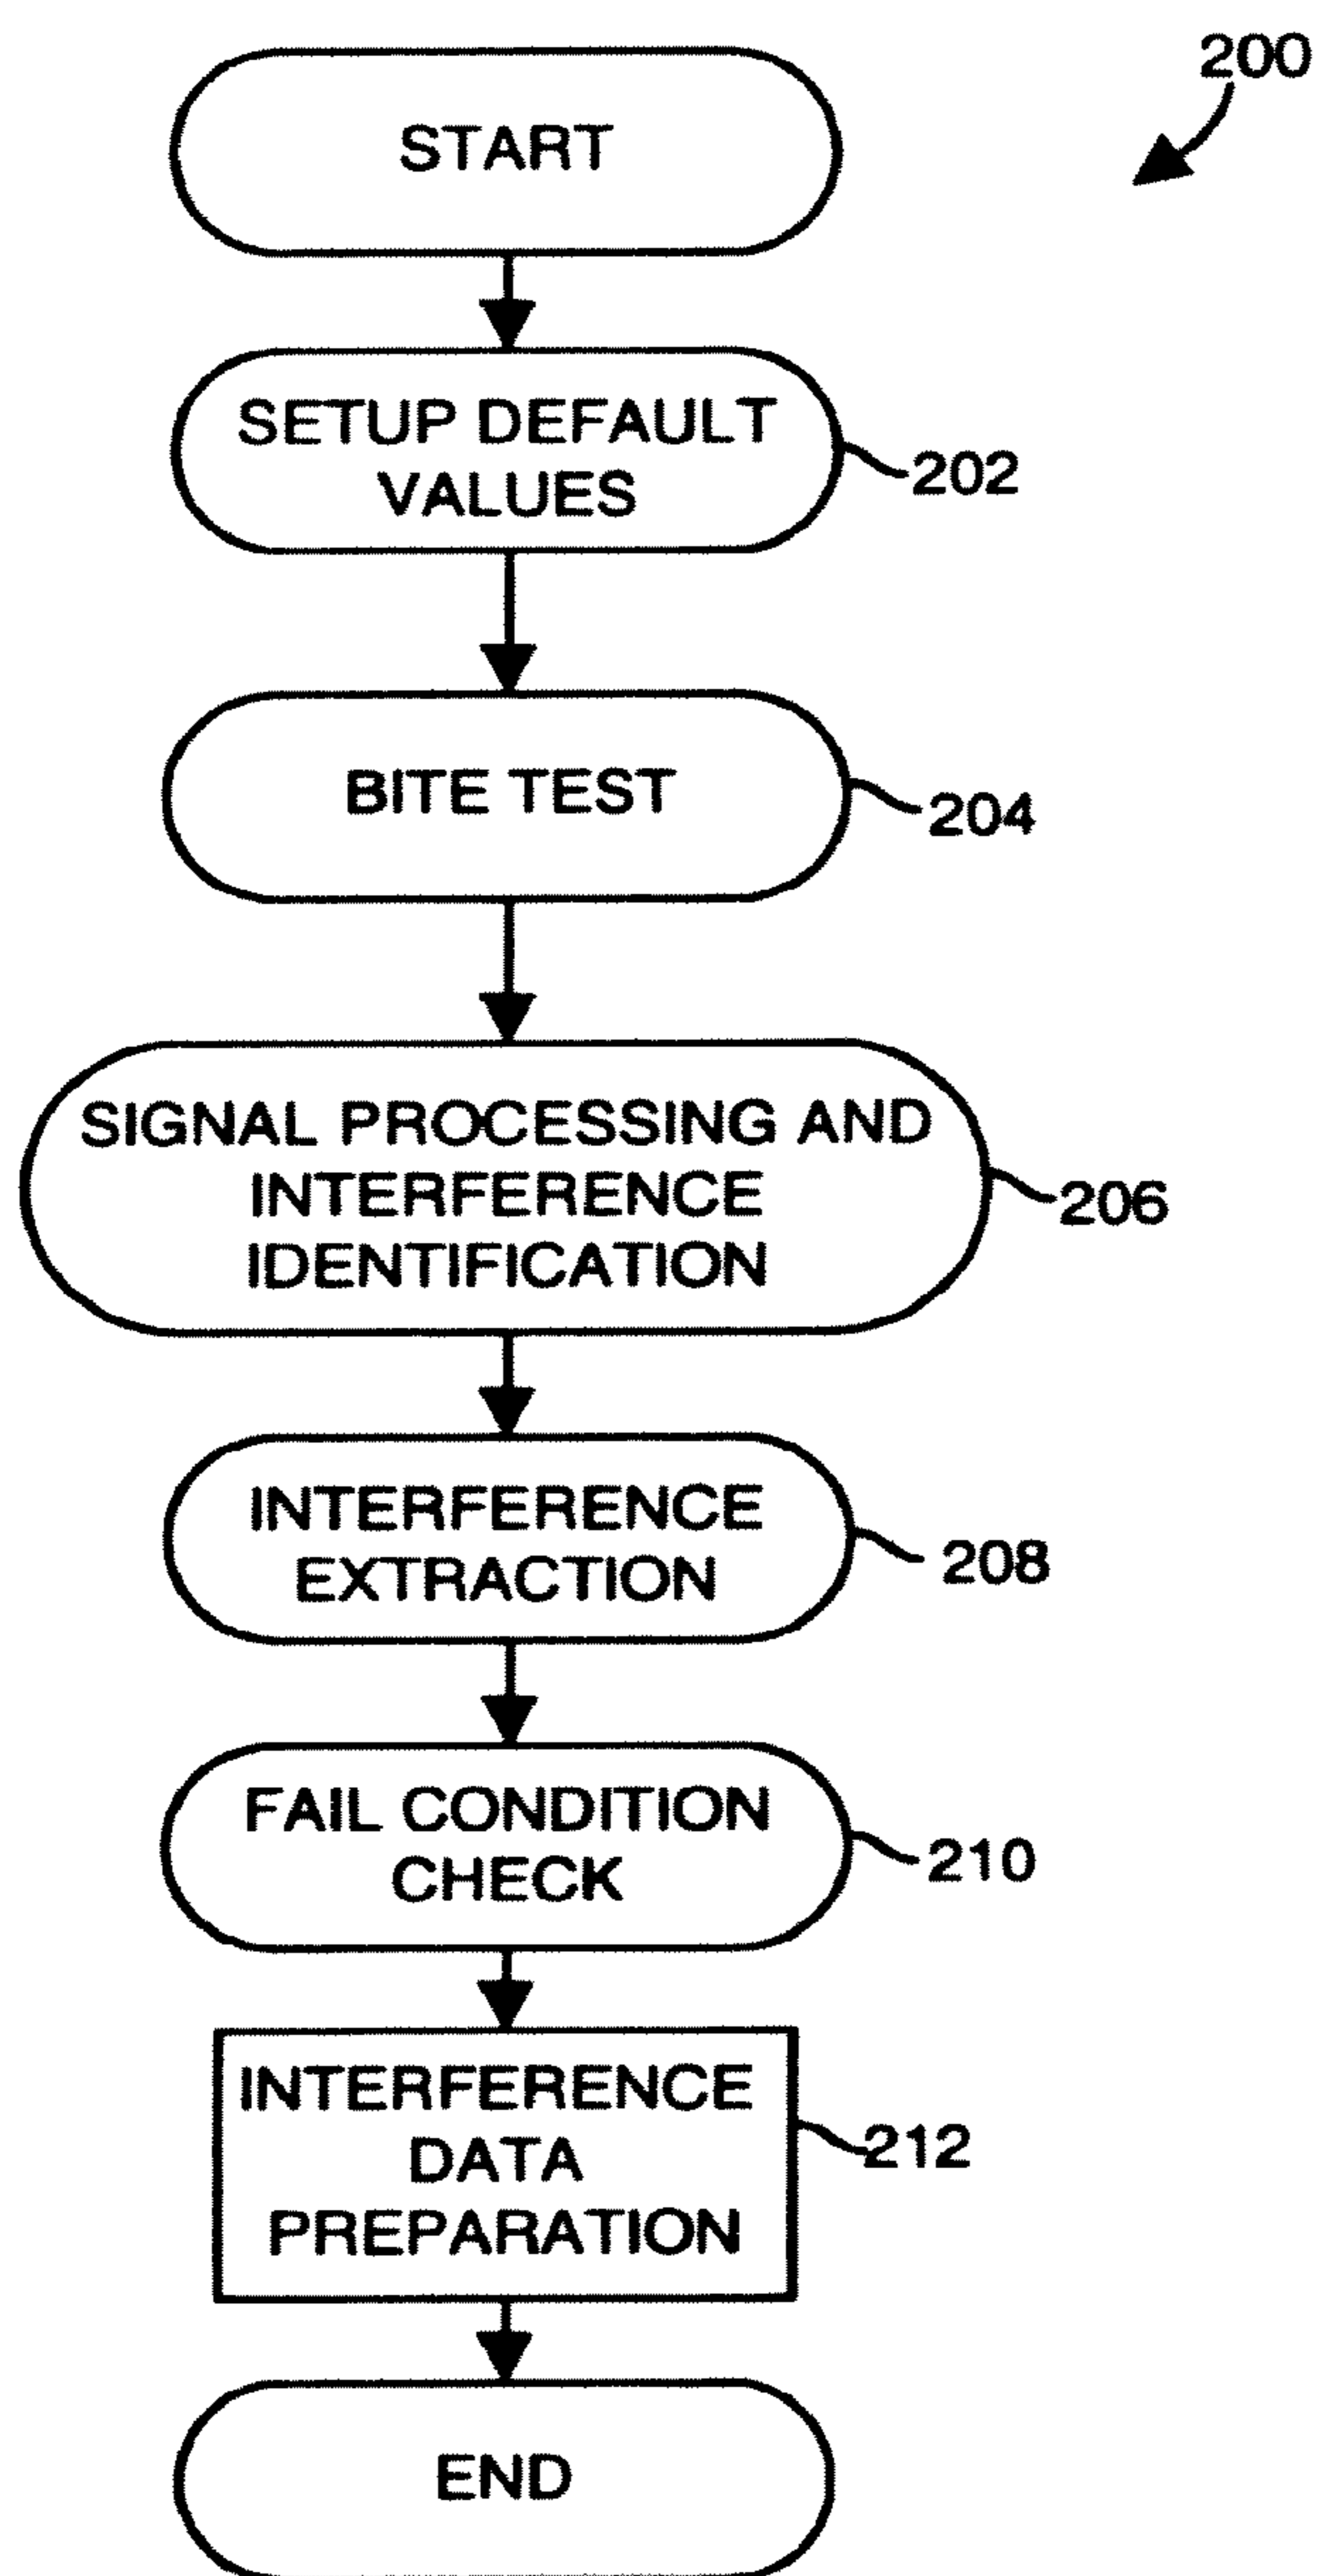 200
START
SETUP DEFAULT
VALUES
202
BITE TEST
204
SIGNAL PROCESSING AND
INTERFERENCE
IDENTIFICATION
206
INTERFERENCE
EXTRACTION
208
FAIL CONDITION
CHECK
210
INTERFERENCE
DATA
PREPARATION
212
END